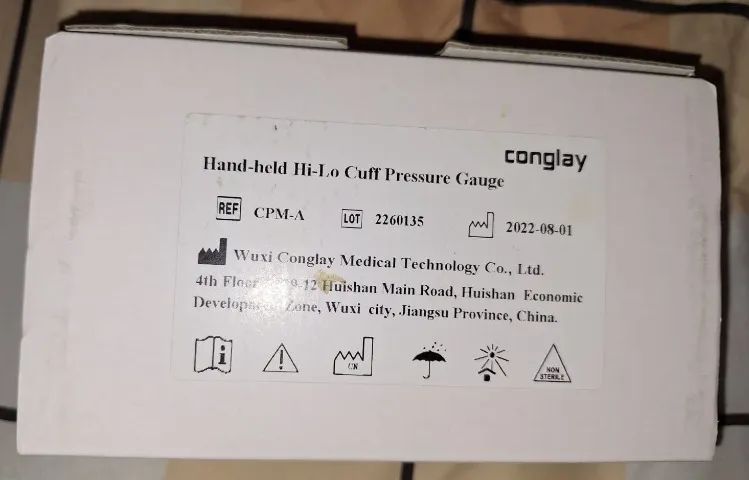 conglay
Hand-held Hi-Lo Cuff Pressure Gauge
REF CPM-A LOT 2260135 2022-08-01
Wuxi Conglay Medical Technology Co., Ltd.
4th Floor Huishan Main Road, Huishan Economic
Zone, Wuxi city, Jiangsu Province, China.
i
CN
NON
STERILE